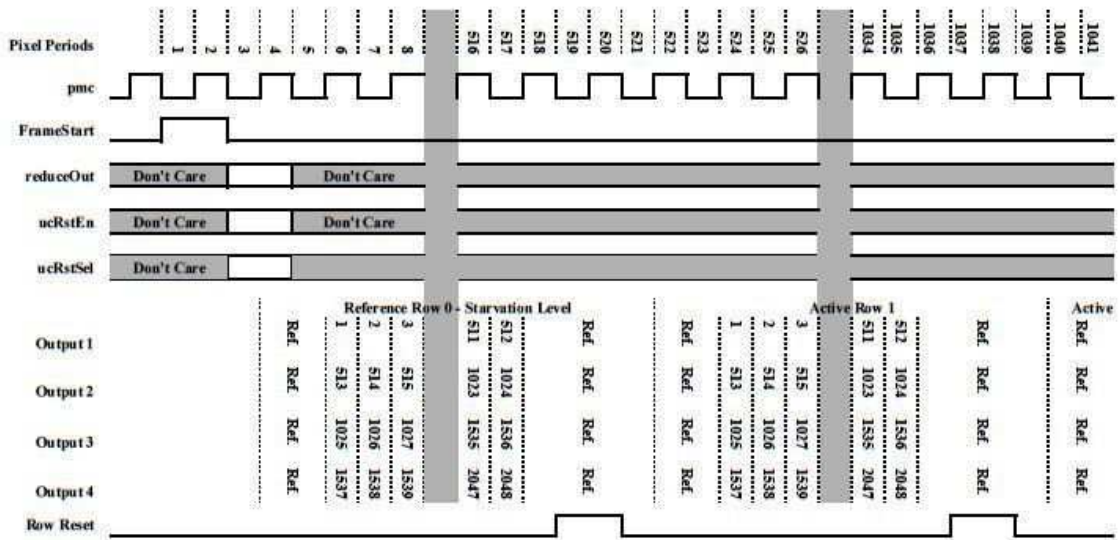 Pixel Periods 1 2 3 4 5 6 7 8 516 517 518 519 520 521 522 523 524 525 526 1034 1035 1036 1037 1038 1039 1040 1041
pmc
FrameStart
reduceOut Don't Care Don't Care
ucRstEn Don't Care Don't Care
ucRstSel Don't Care
Reference Row 0 - Starvation Level Active Row 1 Active
Output 1 Ref. 1 2 3 511 512 Ref. Ref. 1 2 3 511 512 Ref. Ref.
Output 2 Ref. 513 514 515 1023 1024 Ref. Ref. 513 514 515 1023 1024 Ref. Ref.
Output 3 Ref. 1025 1026 1027 1535 1536 Ref. Ref. 1025 1026 1027 1535 1536 Ref. Ref.
Output 4 Ref. 1537 1538 1539 2047 2048 Ref. Ref. 1537 1538 1539 2047 2048 Ref. Ref.
Row Reset